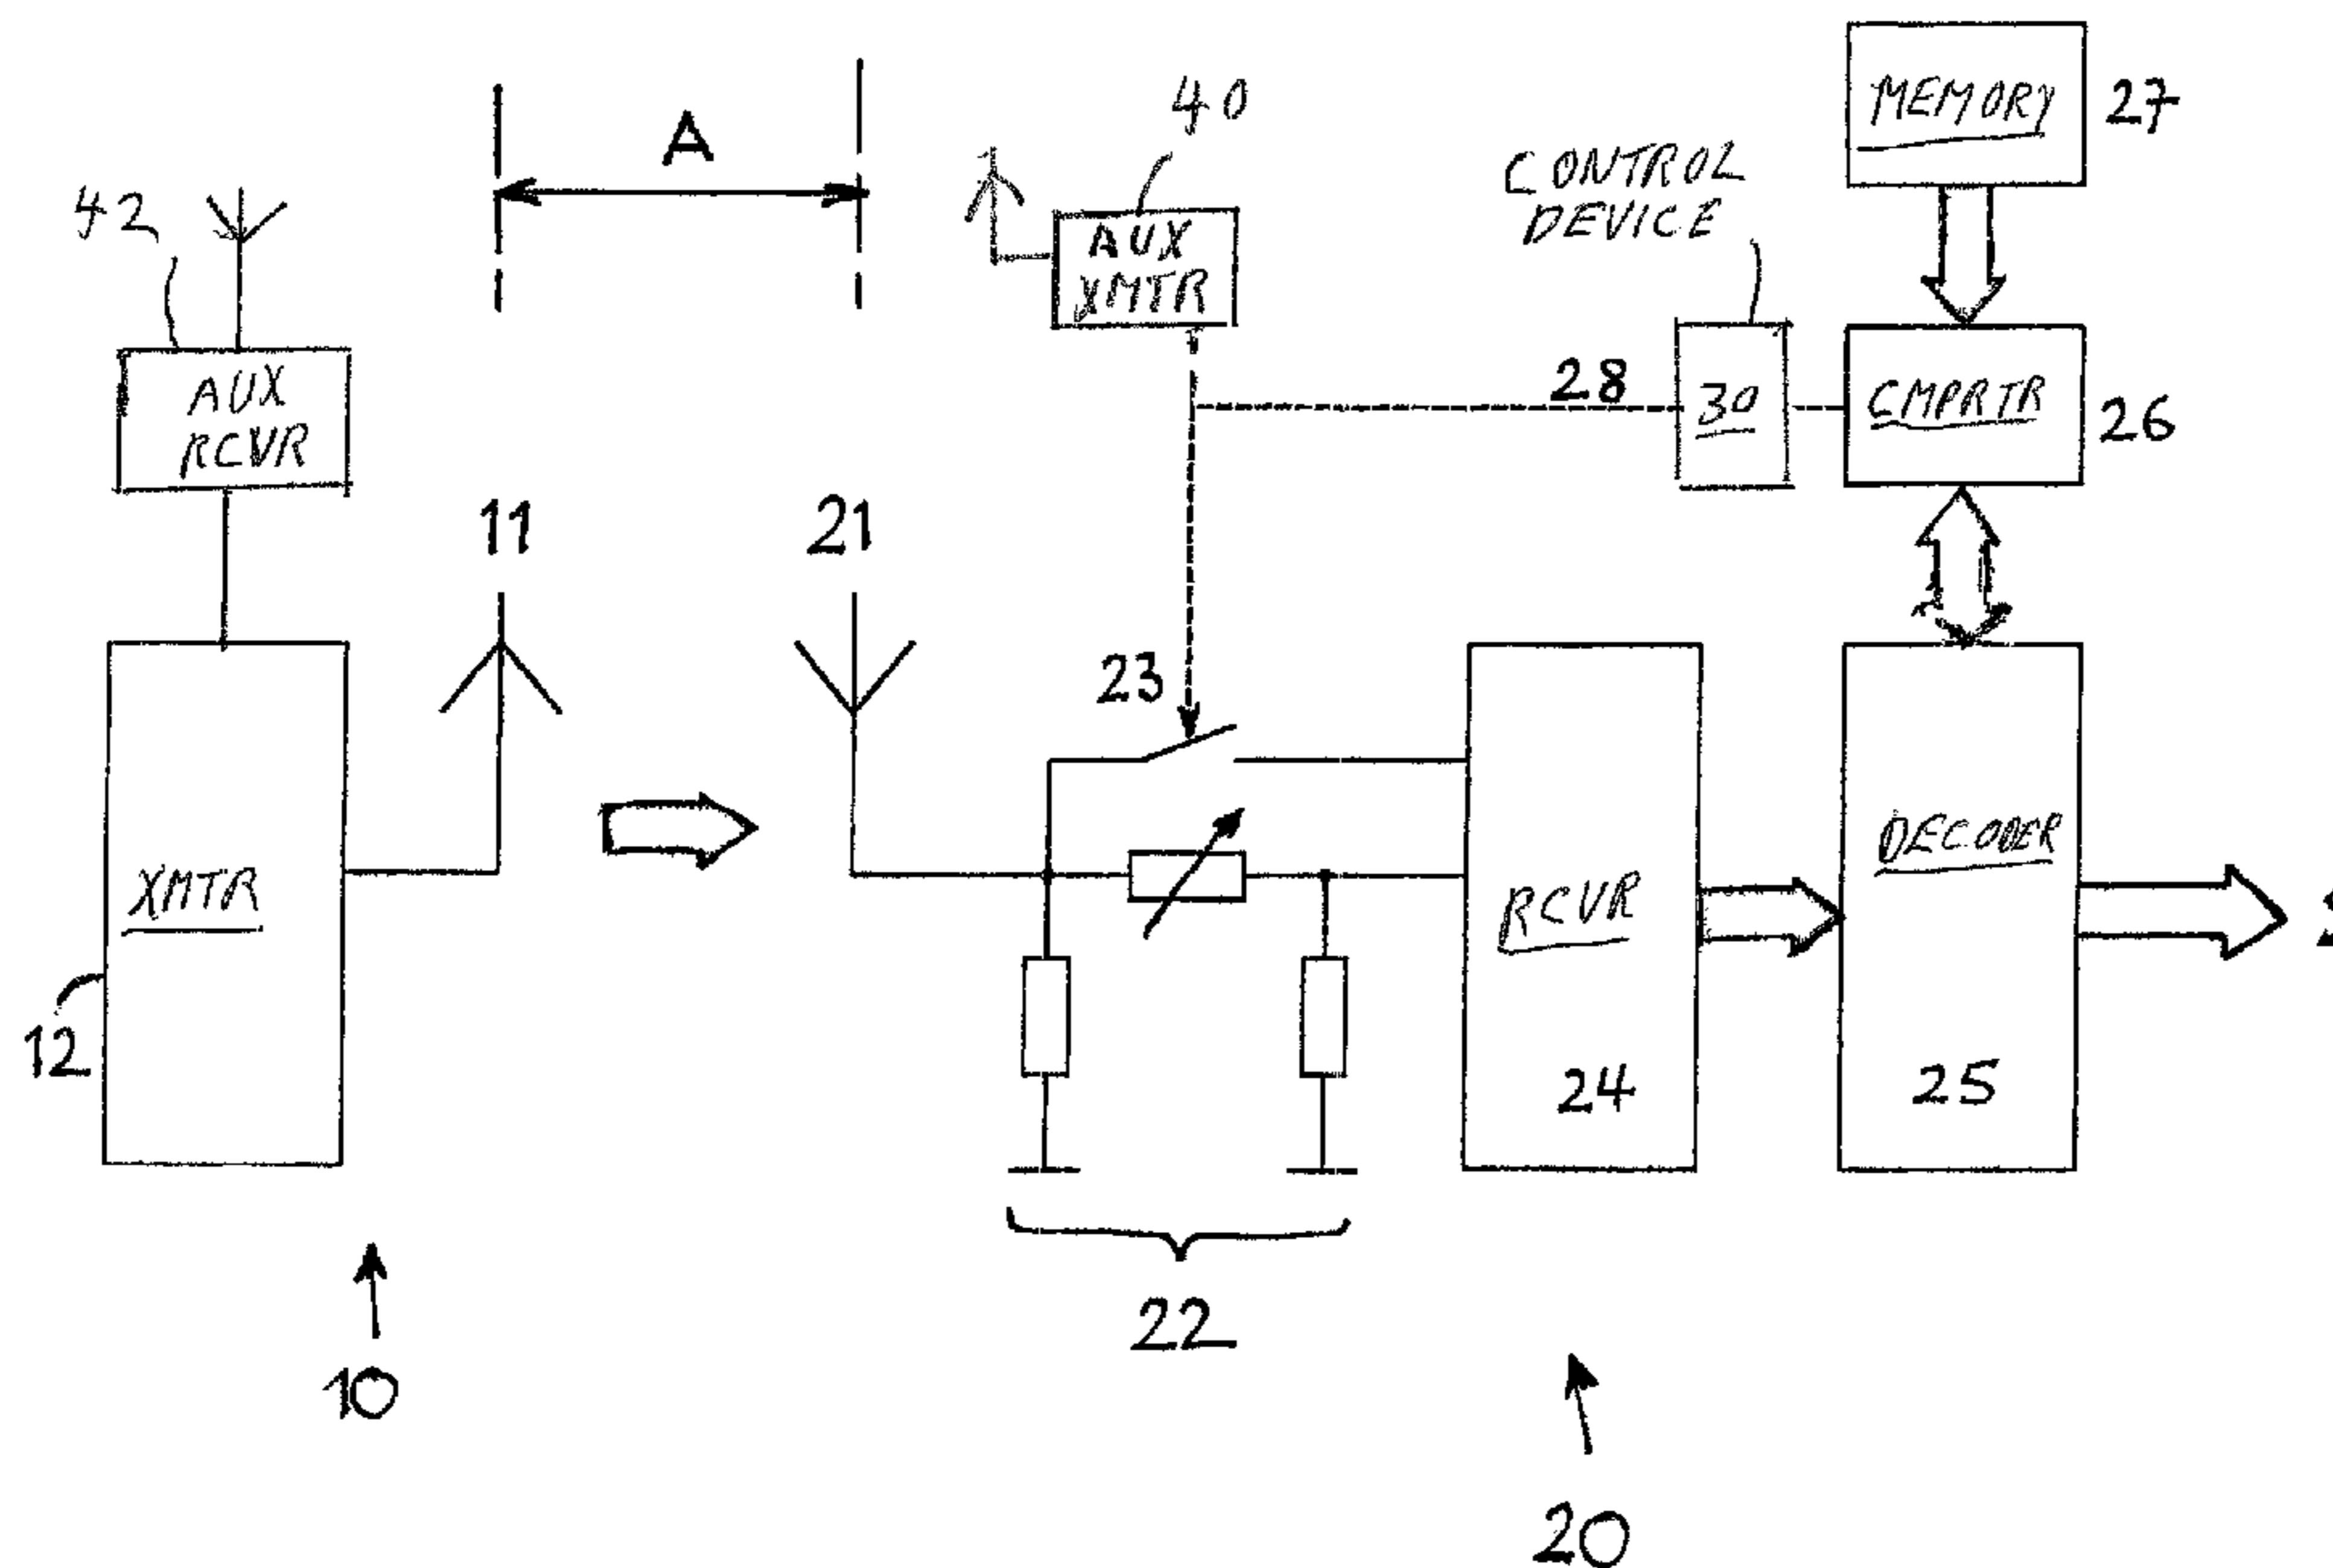 MEMORY
27
40
A
CONTROL
DEVICE
42
AUX
XMTR
AUX
RCVR
28
30
CMPRTR
26
11
21
23
XMTR
DECODER
RCVR
12
24
25
22
10
20